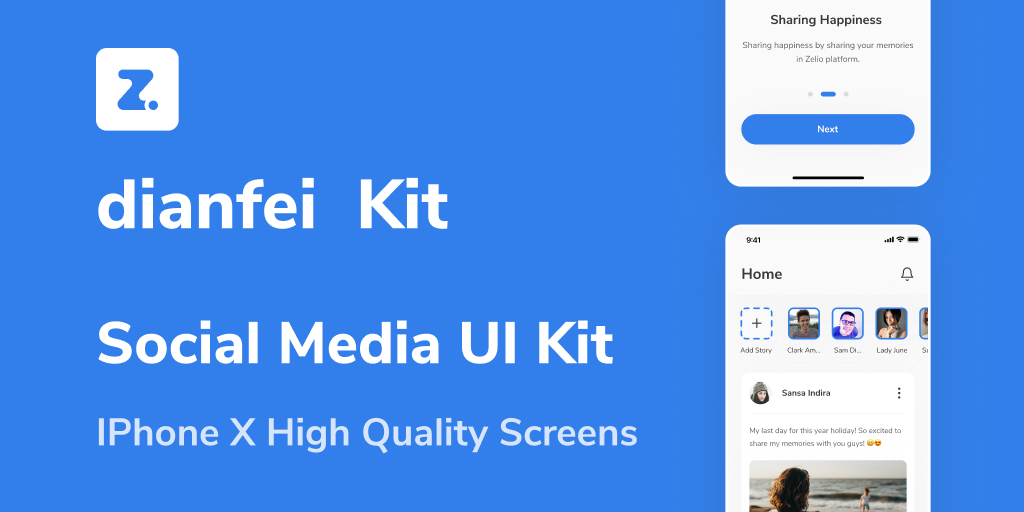 Z.
dianfei Kit
Social Media UI Kit
IPhone X High Quality Screens
Sharing Happiness
Sharing happiness by sharing your memories
in Zelio platform.
Next
9:41
Home
Add Story
Clark Am...
Sam Di...
Lady June
Sansa Indira
My last day for this year holiday! So excited to
share my memories with you guys! 😄😍